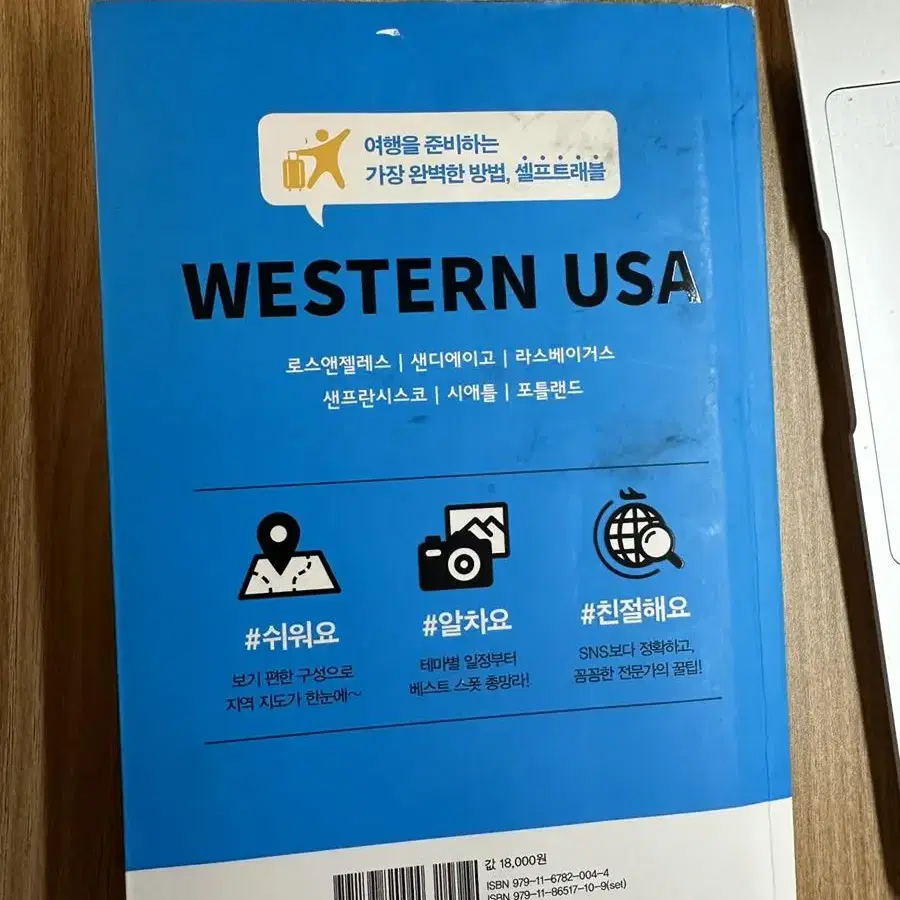 여행을 준비하는
가장 완벽한 방법, 셀프트래블
WESTERN USA
로스앤젤레스 | 샌디에이고 | 라스베이거스
샌프란시스코 | 시애틀 | 포틀랜드
#쉬워요
보기 편한 구성으로
지역 지도가 한눈에~
#알차요
테마별 일정부터
베스트 스폿 총망라!
#친절해요
SNS보다 정확하고,
꼼꼼한 전문가의 꿀팁!
값 18,000원
ISBN 979-11-6782-004-4
ISBN 979-11-86517-10-9(set)